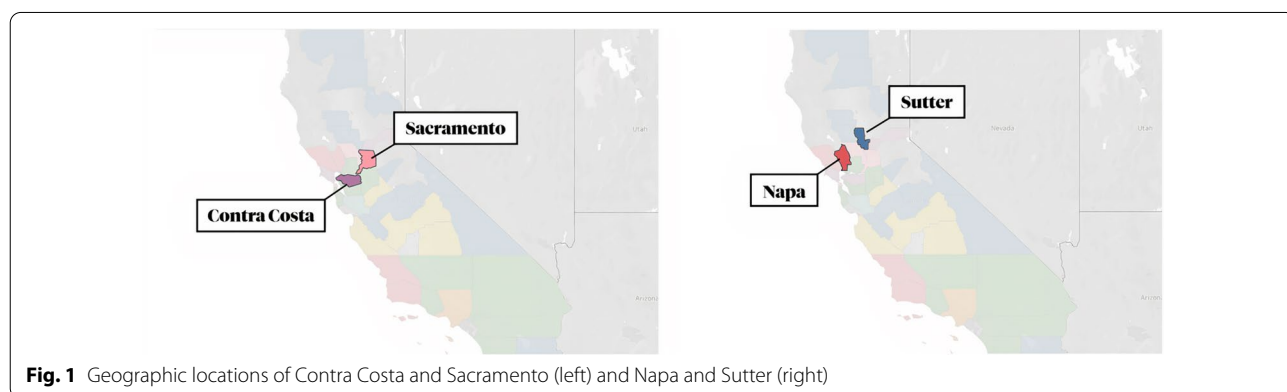 Sacramento
Contra Costa
Utah
Arizona
Sutter
Napa
Nevada
Utah
Arizona
Fig. 1 Geographic locations of Contra Costa and Sacramento (left) and Napa and Sutter (right)